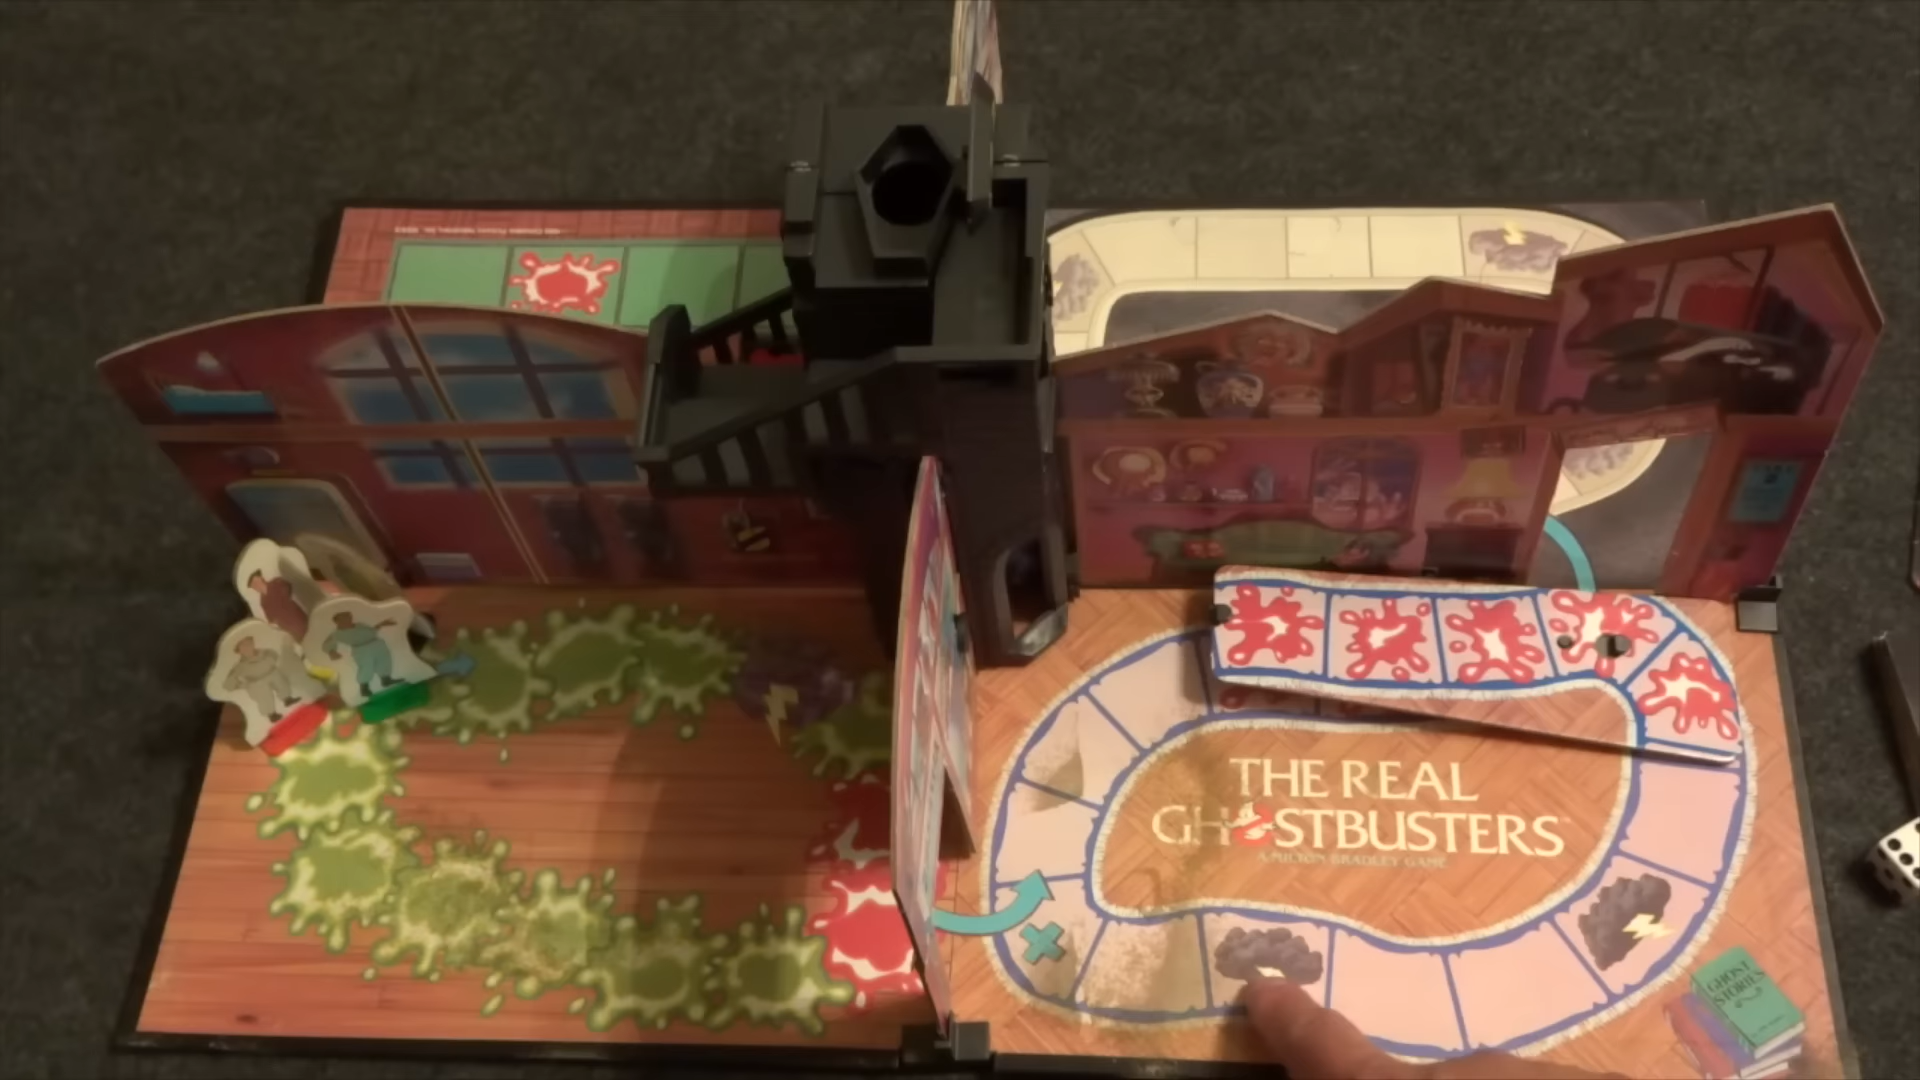 THE REAL
GHOSTBUSTERS
A MILTON BRADLEY GAME
GHOST
STORIES